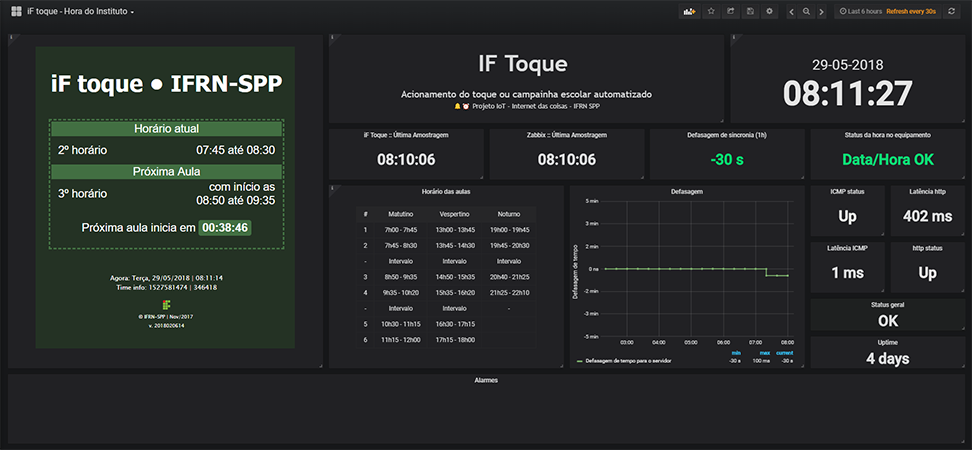 iF toque - Hora do Instituto
Last 6 hours Refresh every 30s
iF toque ● IFRN-SPP
Horário atual
2º horário 07:45 até 08:30
Próxima Aula
3º horário com início as
08:50 até 09:35
Próxima aula inicia em 00:38:46
Agora: Terça, 29/05/2018 | 08:11:14
Time info: 1527581474 | 346418
© IFRN-SPP | Nov/2017
v. 2018020614
IF Toque
Acionamento do toque ou campainha escolar automatizado
Projeto IoT - Internet das coisas - IFRN SPP
29-05-2018
08:11:27
iF Toque :: Última Amostragem
08:10:06
Zabbix :: Última Amostragem
08:10:06
Defasagem de sincronia (1h)
-30 s
Status da hora no equipamento
Data/Hora OK
Horário das aulas
# Matutino Vespertino Noturno
1 7h00 - 7h45 13h00 - 13h45 19h00 - 19h45
2 7h45 - 8h30 13h45 - 14h30 19h45 - 20h30
- Intervalo Intervalo Intervalo
3 8h50 - 9h35 14h50 - 15h35 20h40 - 21h25
4 9h35 - 10h20 15h35 - 16h20 21h25 - 22h10
- Intervalo Intervalo -
5 10h30 - 11h15 16h30 - 17h15
6 11h15 - 12h00 17h15 - 18h00
Defasagem
Defasagem de tempo
5 min
3 min
2 min
0 ns
-2 min
-3 min
-5 min
03:00 04:00 05:00 06:00 07:00 08:00
min max current
Defasagem de tempo para o servidor -30 s 100 ms -30 s
ICMP status
Up
Latência http
402 ms
Latência ICMP
1 ms
http status
Up
Status geral
OK
Uptime
4 days
Alarmes